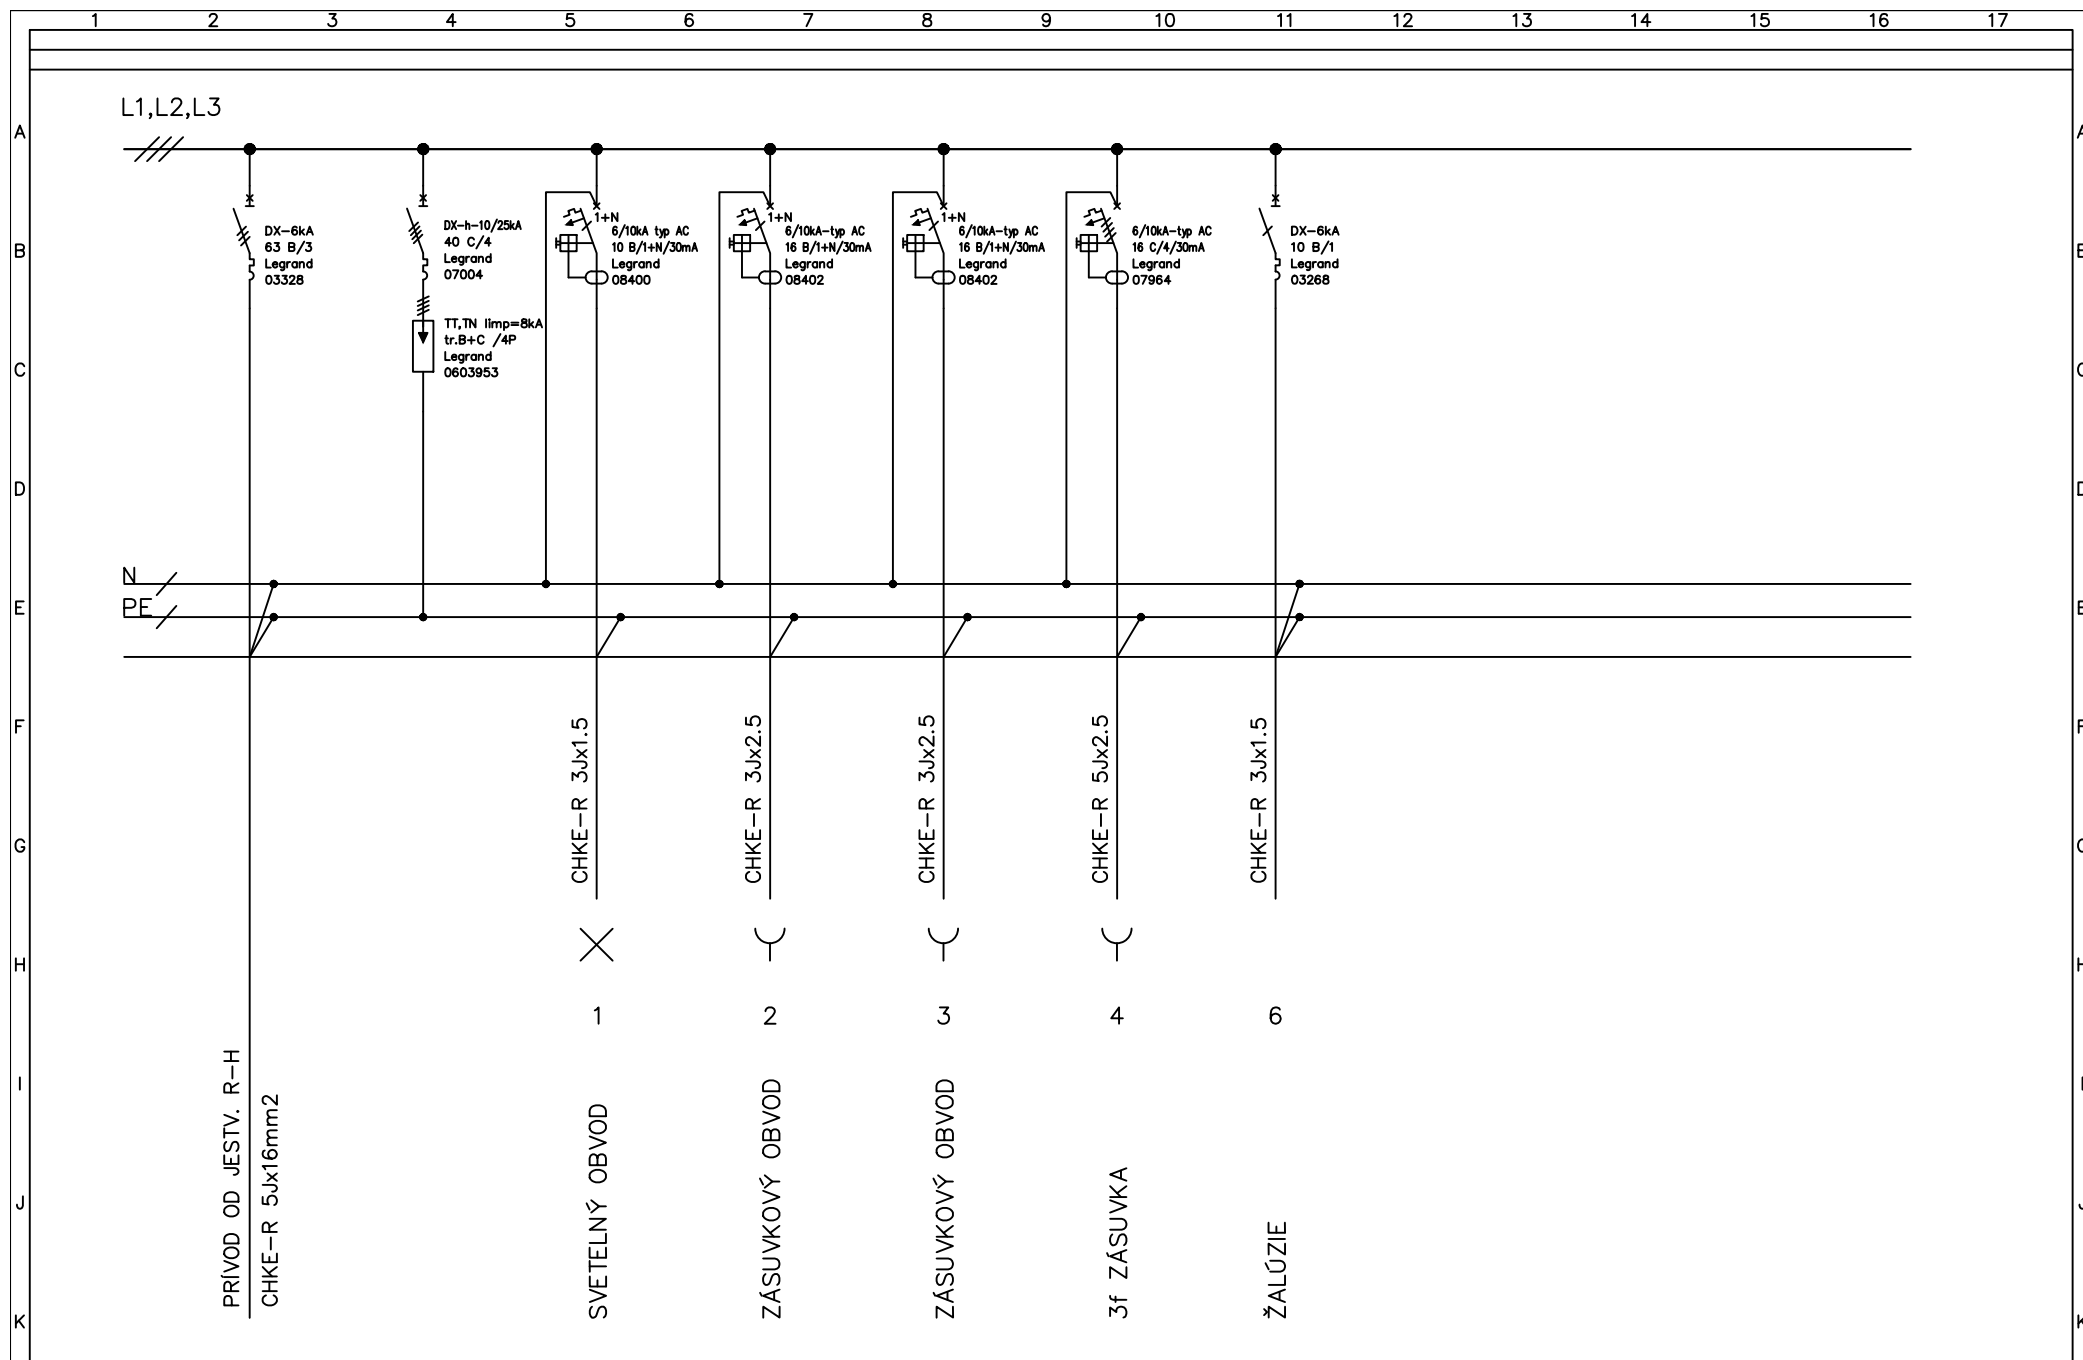 1 2 3 4 5 6 7 8 9 10 11 12 13 14 15 16 17
L1,L2,L3
A
A
B
B
DX-6kA
63 B/3
Legrand
03328
DX-h-10/25kA
40 C/4
Legrand
07004
TT,TN Iimp=8kA
tr.B+C /4P
Legrand
0603953
1+N
6/10kA typ AC
10 B/1+N/30mA
Legrand
08400
1+N
6/10kA-typ AC
16 B/1+N/30mA
Legrand
08402
1+N
6/10kA-typ AC
16 B/1+N/30mA
Legrand
08402
6/10kA-typ AC
16 C/4/30mA
Legrand
07964
DX-6kA
10 B/1
Legrand
03268
C
C
D
D
N
PE
E
E
F
F
CHKE-R 3Jx1.5
CHKE-R 3Jx2.5
CHKE-R 3Jx2.5
CHKE-R 5Jx2.5
CHKE-R 3Jx1.5
G
G
H
H
1
2
3
4
6
I
I
PRÍVOD OD JESTV. R-H
CHKE-R 5Jx16mm2
SVETELNÝ OBVOD
ZÁSUVKOVÝ OBVOD
ZÁSUVKOVÝ OBVOD
3f ZÁSUVKA
ŽALÚZIE
J
J
K
K